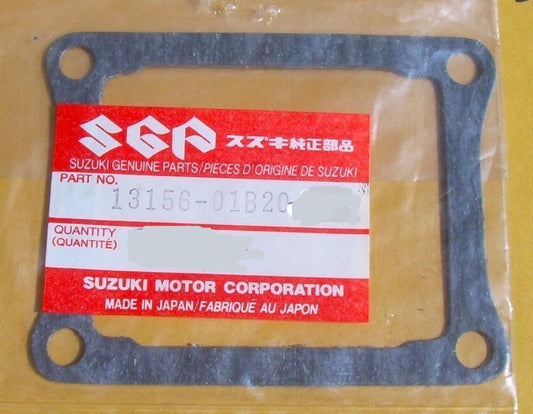 SGP スズキ純正部品
SUZUKI GENUINE PARTS/PIÈCES D'ORIGINE DE SUZUKI
PART NO.
13156-01B20
QUANTITY
(QUANTITÉ)
SUZUKI MOTOR CORPORATION
MADE IN JAPAN/FABRIQUÉ AU JAPON